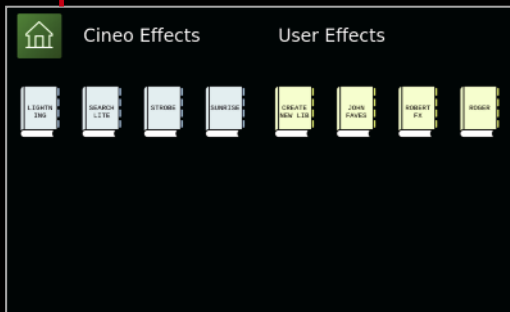 Cineo Effects
User Effects
LIGHTN
ING
SEARCH
LITE
STROBE
SUNRISE
CREATE
NEW LIB
JOHN
FAVES
ROBERT
FX
ROGER